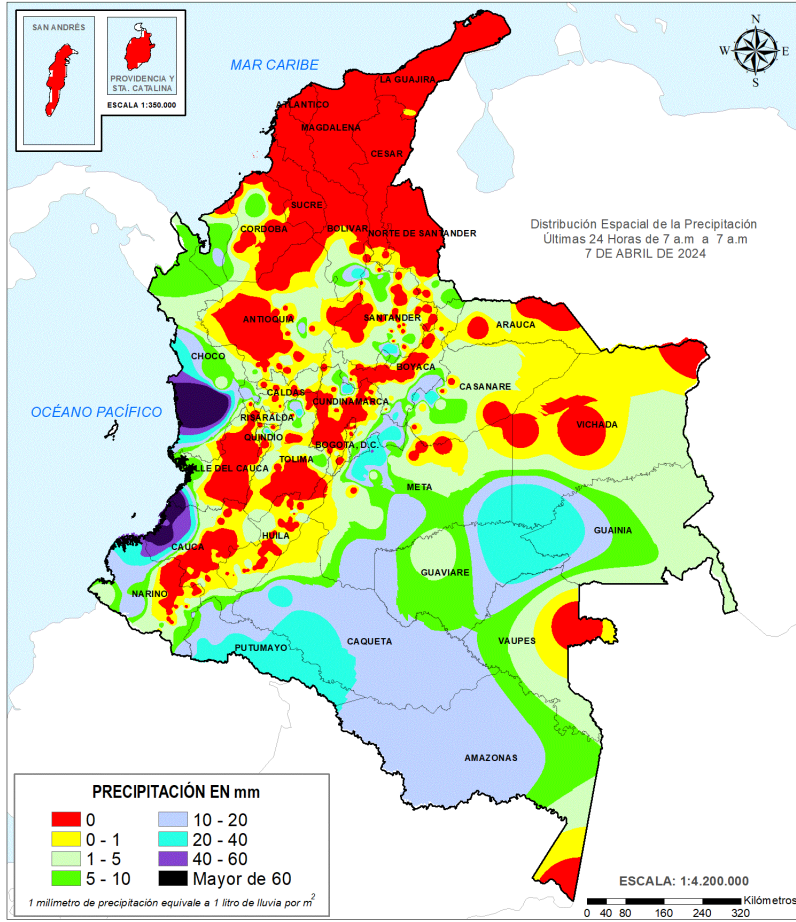 SAN ANDRÉS
PROVIDENCIA Y
STA. CATALINA
ESCALA 1:350.000
MAR CARIBE
N
W
E
S
LA GUAJIRA
ATLANTICO
MAGDALENA
CESAR
SUCRE
CORDOBA
BOLIVAR
NORTE DE SANTANDER
Distribución Espacial de la Precipitación
Últimas 24 Horas de 7 a.m a 7 a.m
7 DE ABRIL DE 2024
ANTIOQUIA
SANTANDER
ARAUCA
CHOCO
BOYACA
CASANARE
CALDAS
CUNDINAMARCA
OCÉANO PACÍFICO
RISARALDA
VICHADA
QUINDIO
BOGOTA, D.C.
TOLIMA
VALLE DEL CAUCA
META
GUAINIA
HUILA
CAUCA
GUAVIARE
NARIÑO
CAQUETA
VAUPES
PUTUMAYO
AMAZONAS
PRECIPITACIÓN EN mm
0
10 - 20
0 - 1
20 - 40
1 - 5
40 - 60
5 - 10
Mayor de 60
1 milímetro de precipitación equivale a 1 litro de lluvia por m²
ESCALA: 1:4.200.000
Kilómetros
0 40 80 160 240 320